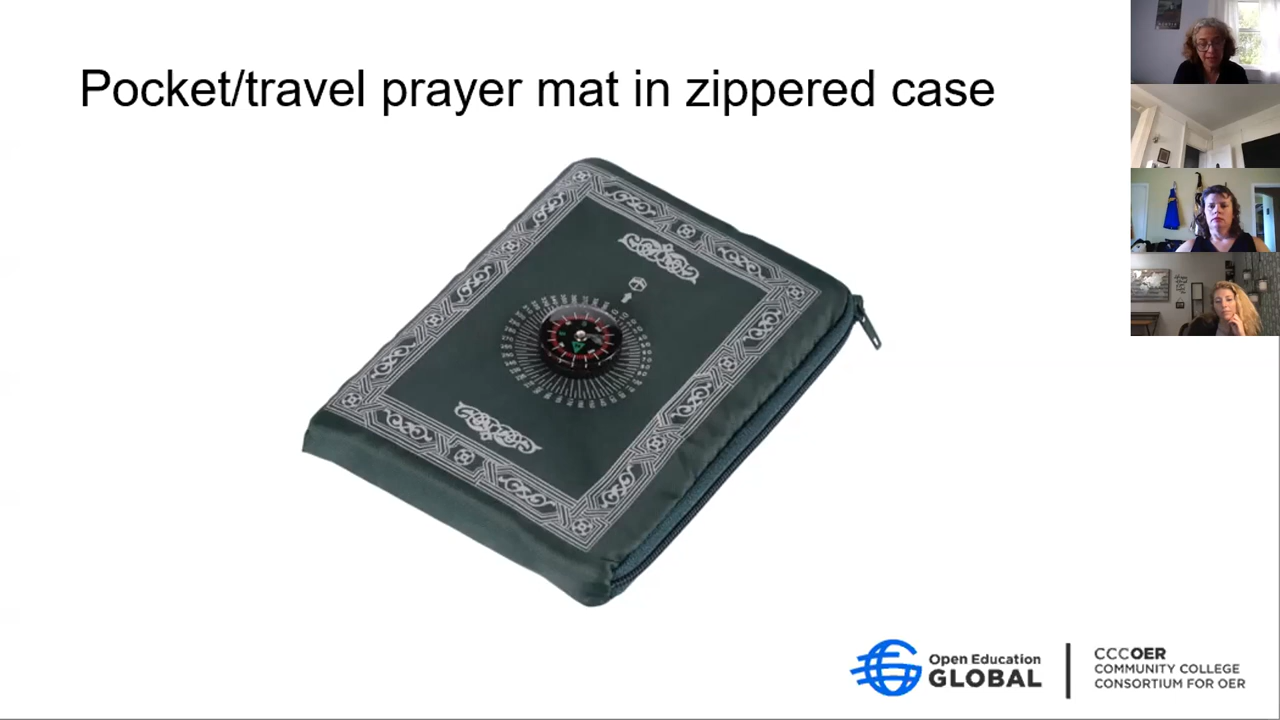 Pocket/travel prayer mat in zippered case
Open Education
GLOBAL
CCCOER
COMMUNITY COLLEGE
CONSORTIUM FOR OER